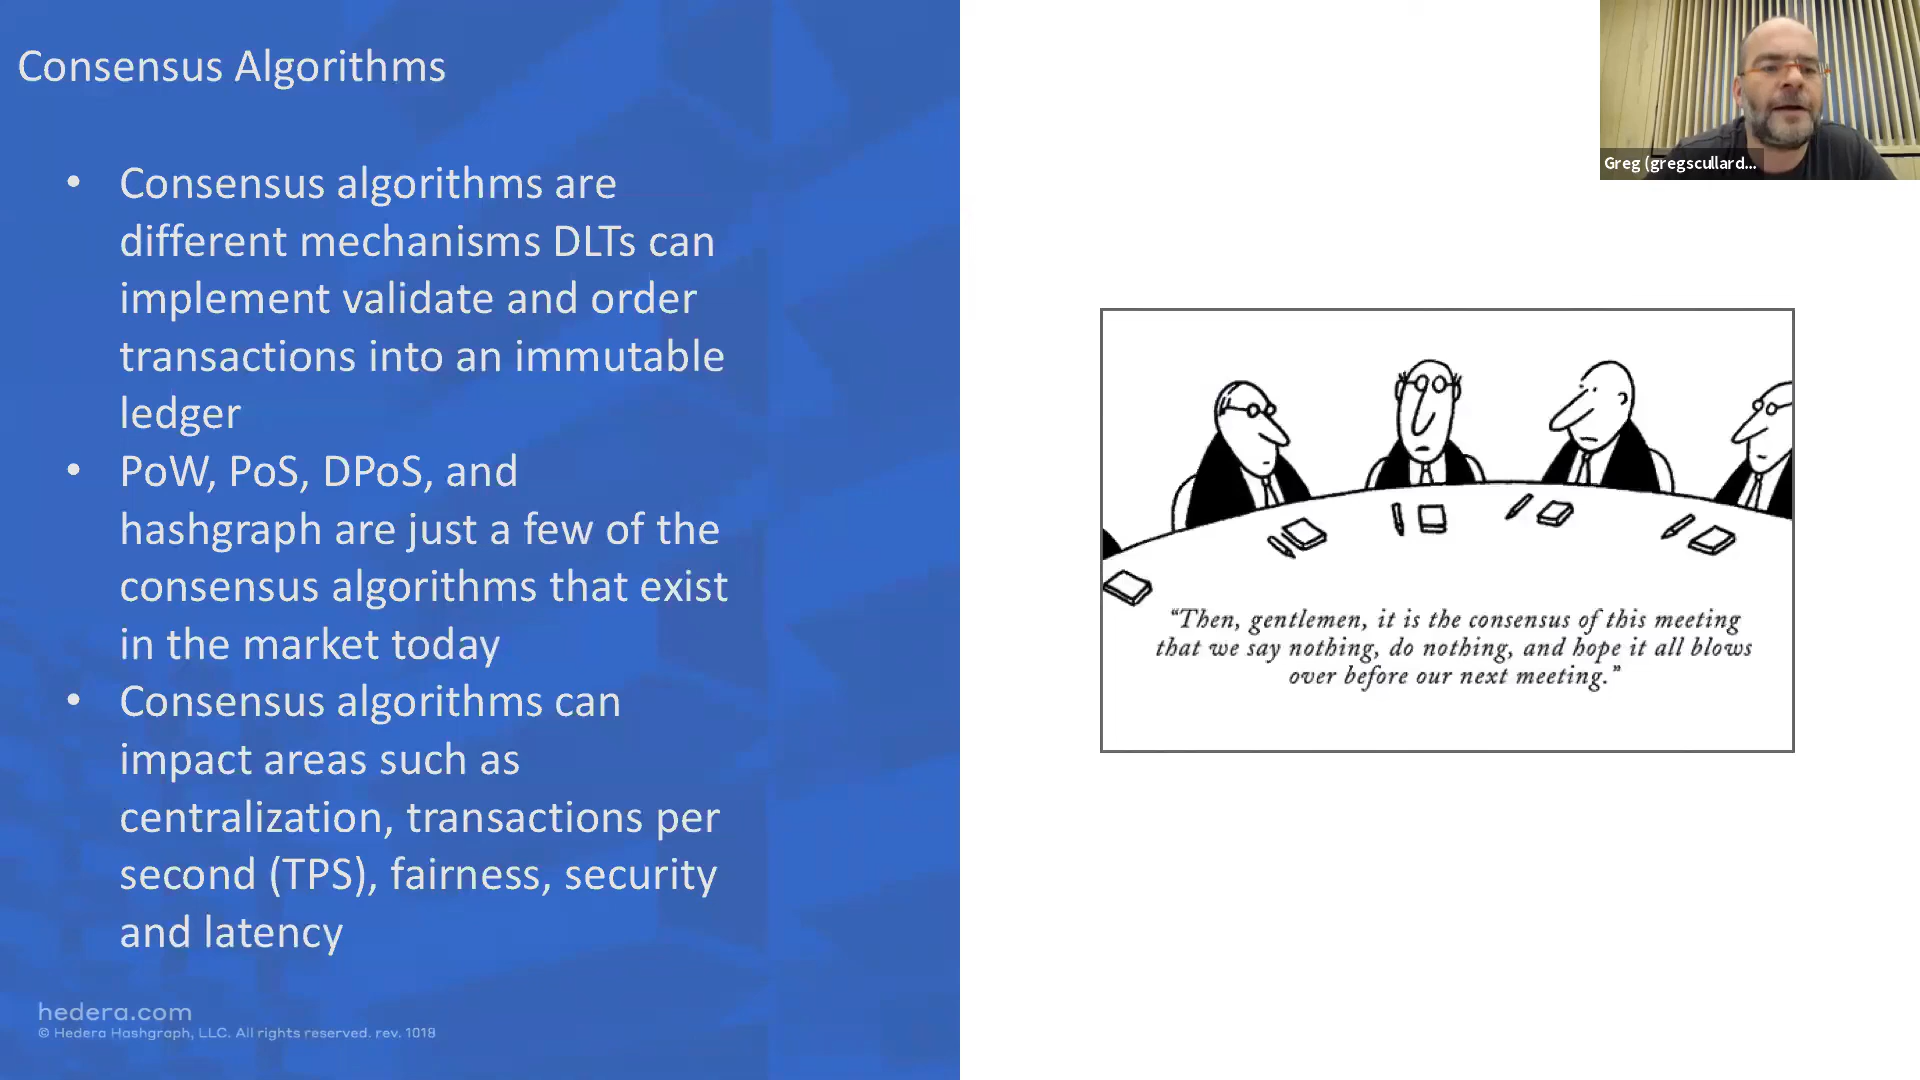 Consensus Algorithms
• Consensus algorithms are
different mechanisms DLTs can
implement validate and order
transactions into an immutable
ledger
• PoW, PoS, DPoS, and
hashgraph are just a few of the
consensus algorithms that exist
in the market today
• Consensus algorithms can
impact areas such as
centralization, transactions per
second (TPS), fairness, security
and latency
hedera.com
© Hedera Hashgraph, LLC. All rights reserved. rev. 1018
Greg (gregscullard...
“Then, gentlemen, it is the consensus of this meeting
that we say nothing, do nothing, and hope it all blows
over before our next meeting.”